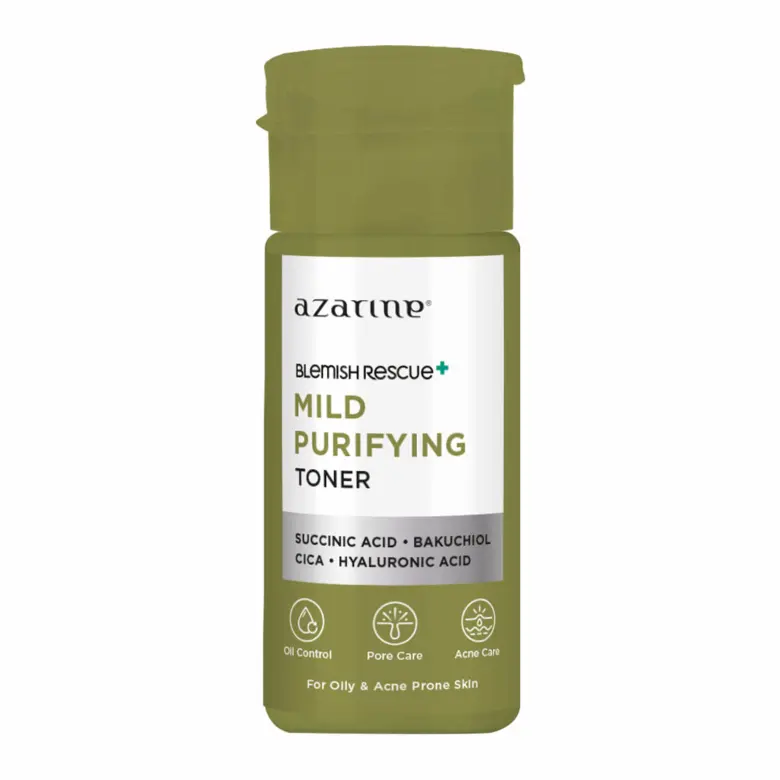 azarine®
BLEMISH RESCUE+
MILD
PURIFYING
TONER
SUCCINIC ACID • BAKUCHIOL
CICA • HYALURONIC ACID
Oil Control Pore Care Acne Care
For Oily & Acne Prone Skin